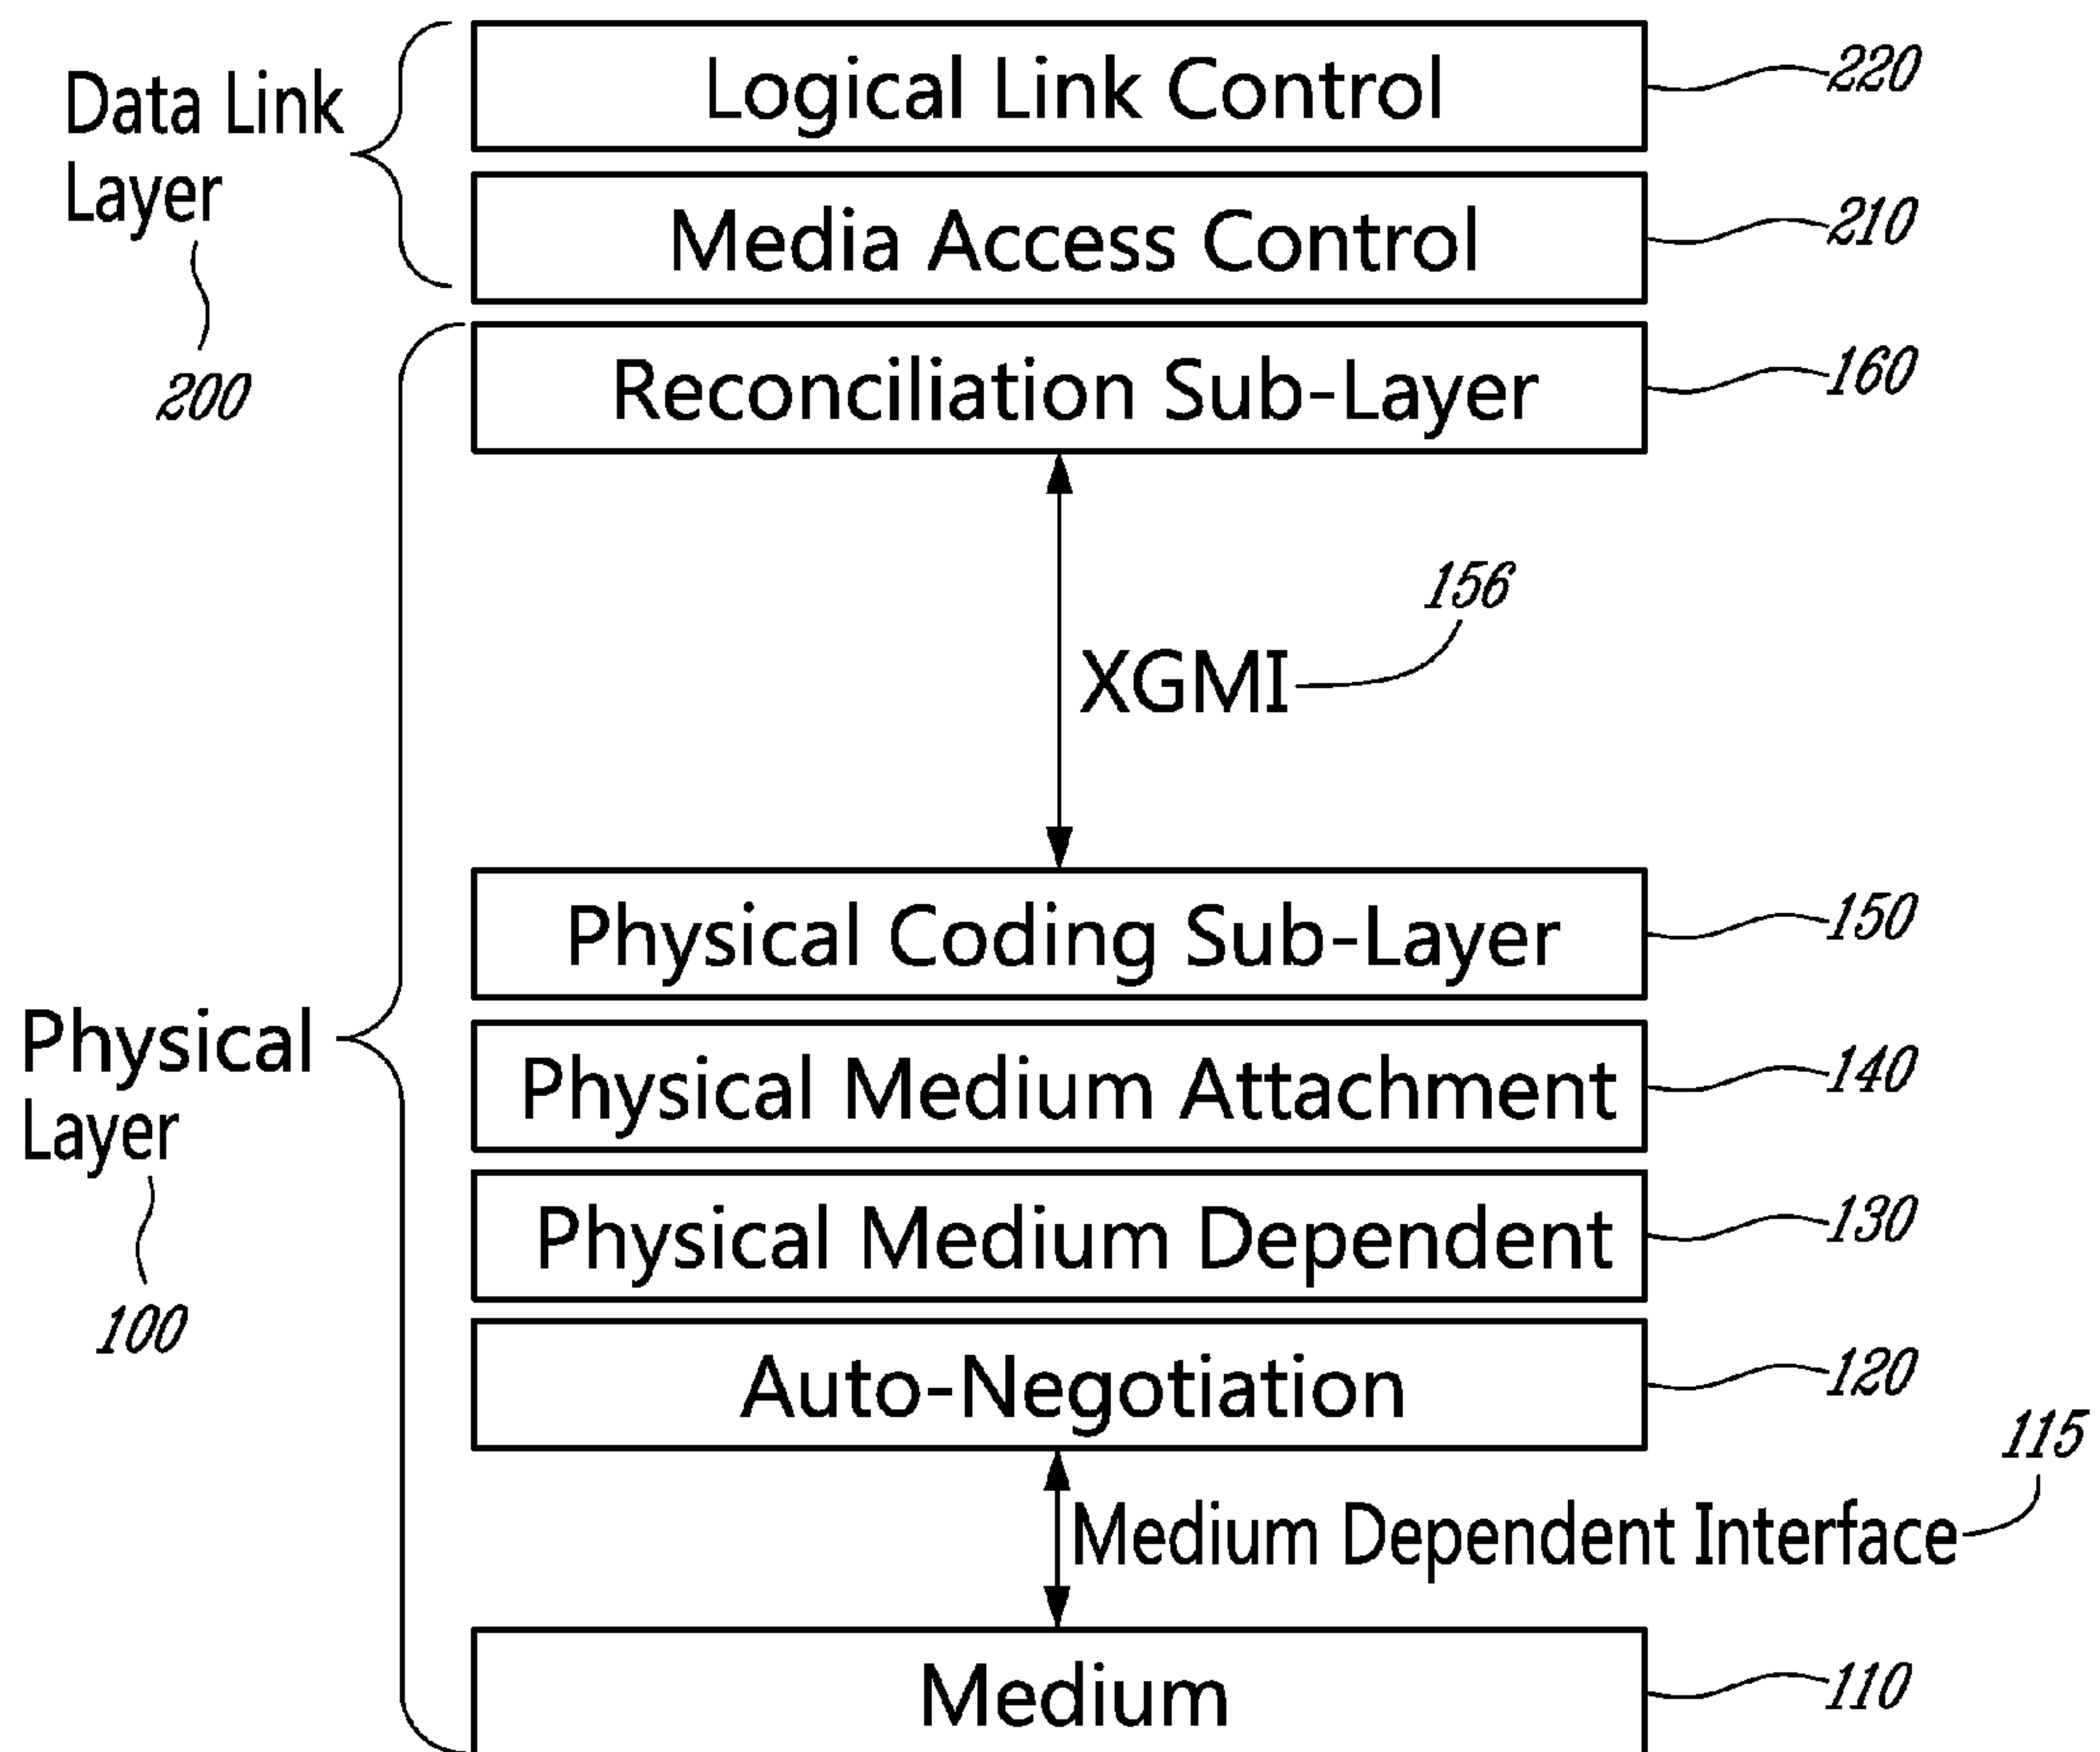 Logical Link Control
220
Data Link
Layer
Media Access Control
210
200
Reconciliation Sub-Layer
160
156
XGMI
Physical Coding Sub-Layer
150
Physical
Layer
Physical Medium Attachment
140
Physical Medium Dependent
130
100
Auto-Negotiation
120
115
Medium Dependent Interface
Medium
110